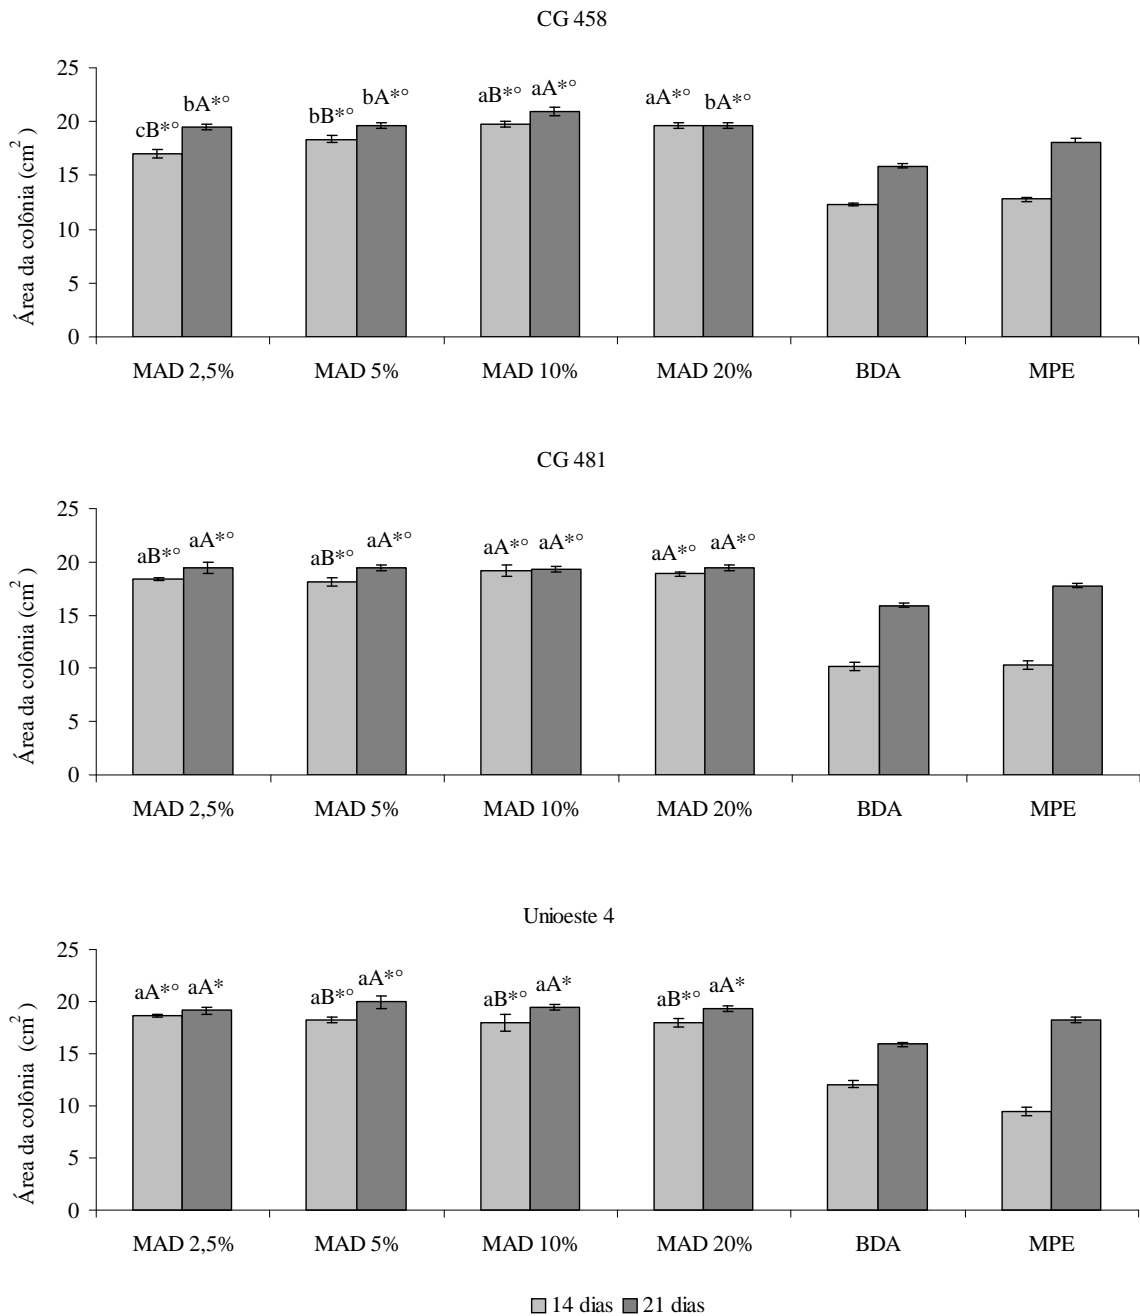 CG 458
Área da colônia (cm²)
25
20
15
10
5
0
cB*° bA*° bB*° bA*° aB*° aA*° aA*° bA*°
MAD 2,5% MAD 5% MAD 10% MAD 20% BDA MPE
CG 481
Área da colônia (cm²)
25
20
15
10
5
0
aB*° aA*° aB*° aA*° aA*° aA*° aA*° aA*°
MAD 2,5% MAD 5% MAD 10% MAD 20% BDA MPE
Unioeste 4
Área da colônia (cm²)
25
20
15
10
5
0
aA*° aA* aB*° aA*° aB*° aA* aB*° aA*
MAD 2,5% MAD 5% MAD 10% MAD 20% BDA MPE
14 dias 21 dias